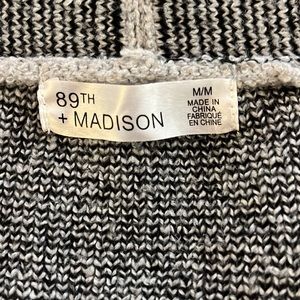 89TH
+ MADISON
M/M
MADE IN
CHINA
FABRIQUÉ
EN CHINE